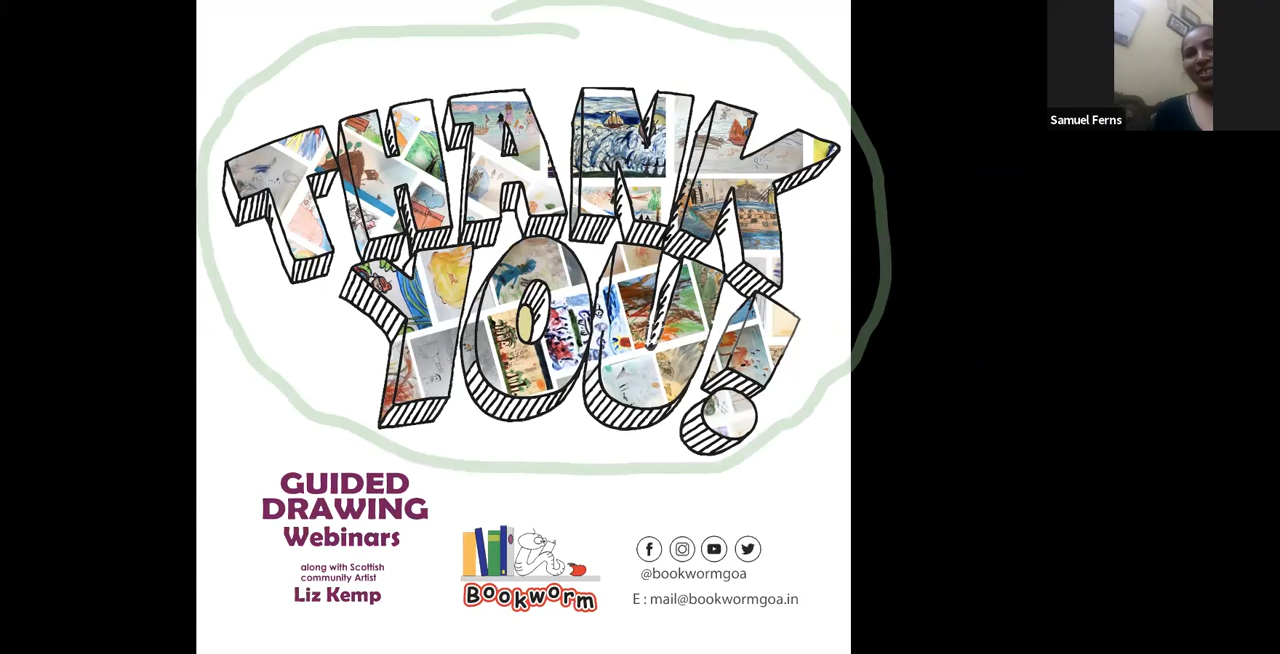 THANK
YOU!
Samuel Ferns
GUIDED
DRAWING
Webinars
along with Scottish
community Artist
Liz Kemp
Bookworm
@bookwormgoa
E : mail@bookwormgoa.in